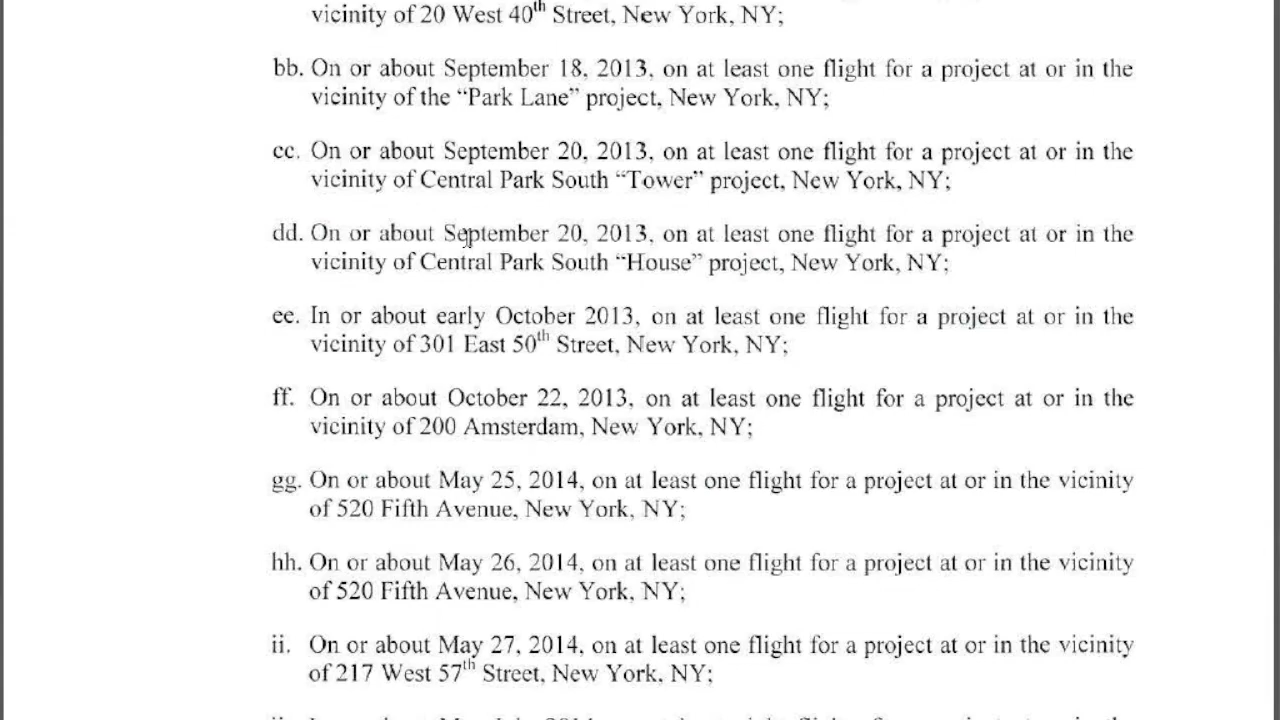 vicinity of 20 West 40th Street, New York, NY;
bb. On or about September 18, 2013, on at least one flight for a project at or in the
vicinity of the “Park Lane” project, New York, NY;
cc. On or about September 20, 2013, on at least one flight for a project at or in the
vicinity of Central Park South “Tower” project, New York, NY;
dd. On or about September 20, 2013, on at least one flight for a project at or in the
vicinity of Central Park South “House” project, New York, NY;
ee. In or about early October 2013, on at least one flight for a project at or in the
vicinity of 301 East 50th Street, New York, NY;
ff. On or about October 22, 2013, on at least one flight for a project at or in the
vicinity of 200 Amsterdam, New York, NY;
gg. On or about May 25, 2014, on at least one flight for a project at or in the vicinity
of 520 Fifth Avenue, New York, NY;
hh. On or about May 26, 2014, on at least one flight for a project at or in the vicinity
of 520 Fifth Avenue, New York, NY;
ii. On or about May 27, 2014, on at least one flight for a project at or in the vicinity
of 217 West 57th Street, New York, NY;